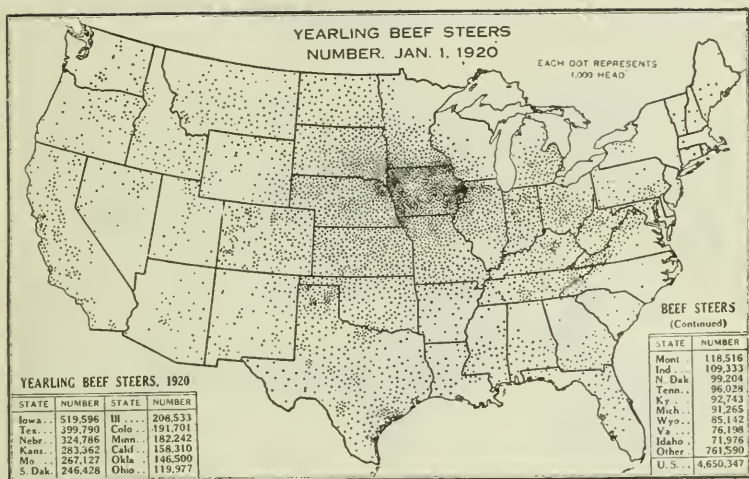 YEARLING BEEF STEERS
NUMBER, JAN. 1, 1920
EACH DOT REPRESENTS
1,000 HEAD
YEARLING BEEF STEERS, 1920
STATE NUMBER STATE NUMBER
Iowa.. 519,596 Ill .... 208,533
Tex... 399,790 Colo... 191,701
Nebr.. 324,786 Minn. 182,242
Kans.. 283,362 Calif.. 158,310
Mo ... 267,127 Okla . 146,500
S. Dak. 246,428 Ohio.. 119,977
BEEF STEERS
(Continued)
STATE NUMBER
Mont.. 118,516
Ind .... 109,333
N. Dak 99,204
Tenn.. 96,028
Ky.... 92,743
Mich.. 91,265
Wyo.. 85,142
Va .... 76,198
Idaho. 71,976
Other. 761,590
U.S... 4,650,347